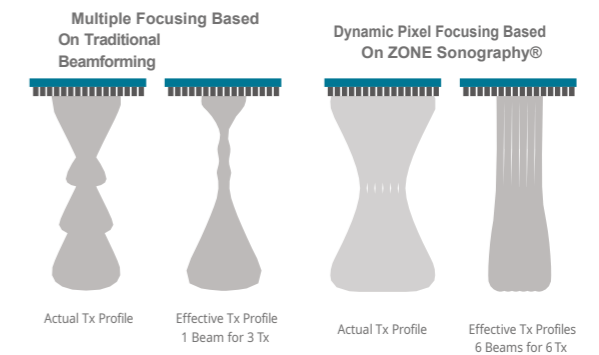 Multiple Focusing Based
On Traditional
Beamforming
Dynamic Pixel Focusing Based
On ZONE Sonography®
Actual Tx Profile
Effective Tx Profile
1 Beam for 3 Tx
Actual Tx Profile
Effective Tx Profiles
6 Beams for 6 Tx